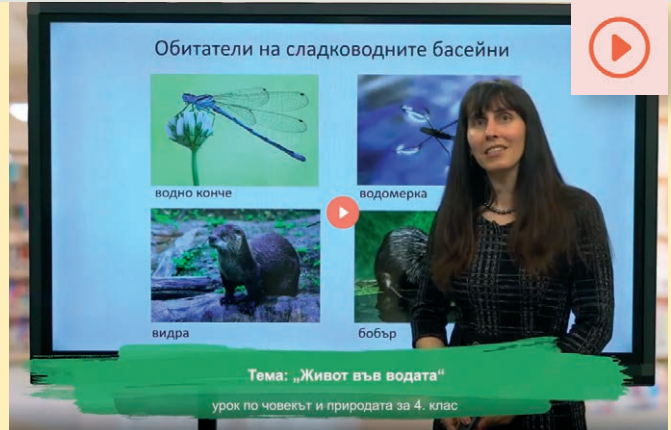 Обитатели на сладководните басейни
водно конче
водомерка
видра
бобър
Тема: „Живот във водата“
урок по човекът и природата за 4. клас